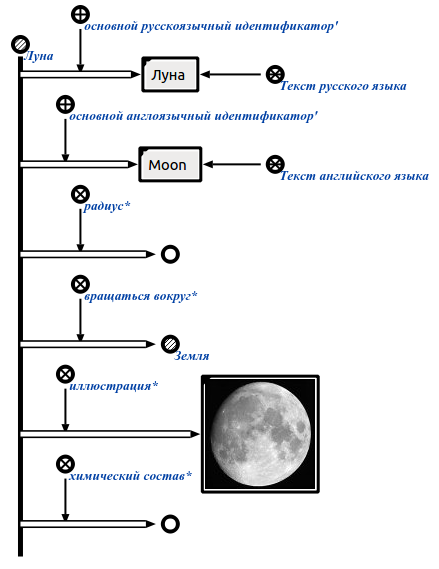 основной русскоязычный идентификатор'
Луна
Луна
Текст русского языка
основной англоязычный идентификатор'
Moon
Текст английского языка
радиус*
вращаться вокруг*
Земля
иллюстрация*
химический состав*